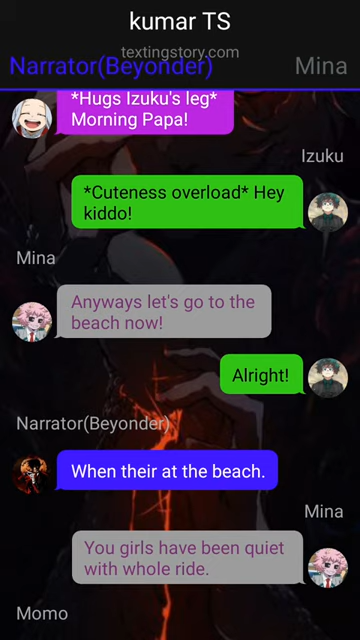 kumar TS
textingstory.com
Narrator(Beyonder)
Mina
*Hugs Izuku's leg*
Morning Papa!
Izuku
*Cuteness overload* Hey
kiddo!
Mina
Anyways let's go to the
beach now!
Alright!
Narrator(Beyonder)
When their at the beach.
Mina
You girls have been quiet
with whole ride.
Momo